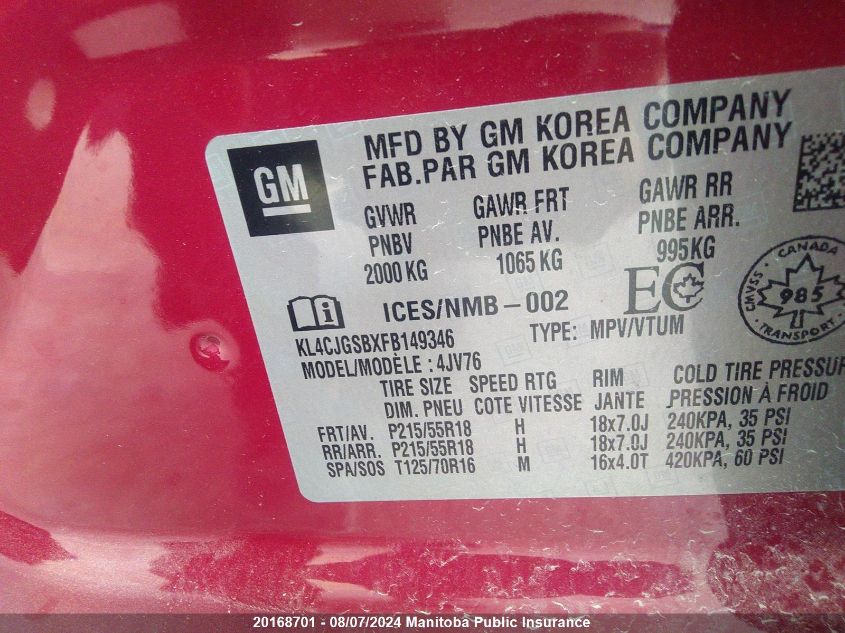 GM
MFD BY GM KOREA COMPANY
FAB.PAR GM KOREA COMPANY
GVWR GAWR FRT GAWR RR
PNBV PNBE AV. PNBE ARR.
2000 KG 1065 KG 995KG
i ICES/NMB-002 EC
CANADA
CMVSS 985
TRANSPORT
KL4CJGSBXFB149346 TYPE: MPV/VTUM
MODEL/MODÈLE : 4JV76
TIRE SIZE SPEED RTG RIM COLD TIRE PRESSUR
DIM. PNEU COTE VITESSE JANTE PRESSION À FROID
FRT/AV. P215/55R18 H 18x7.0J 240KPA, 35 PSI
RR/ARR. P215/55R18 H 18x7.0J 240KPA, 35 PSI
SPA/SOS T125/70R16 M 16x4.0T 420KPA, 60 PSI
20168701 - 08/07/2024 Manitoba Public Insurance